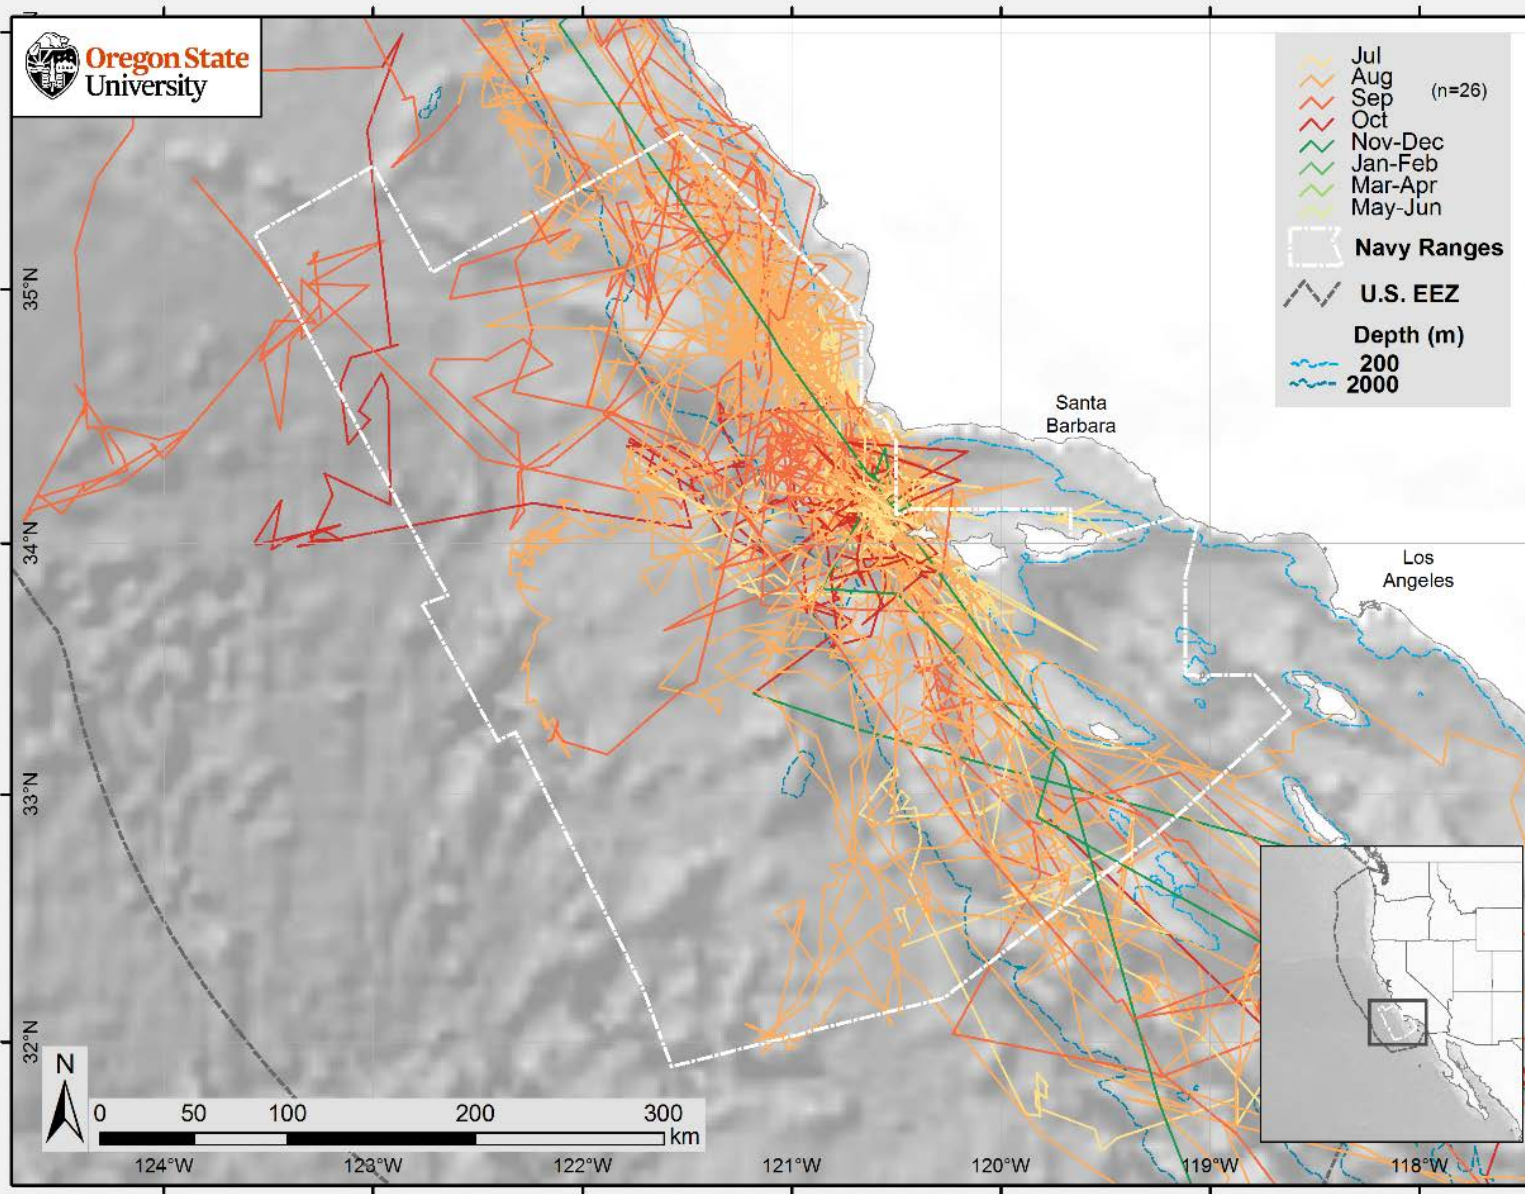 Oregon State
University
Jul
Aug
Sep
(n=26)
Oct
Nov-Dec
Jan-Feb
Mar-Apr
May-Jun
Navy Ranges
U.S. EEZ
Depth (m)
200
2000
35°N
34°N
33°N
32°N
Santa
Barbara
Los
Angeles
N
0 50 100 200 300
km
124°W 123°W 122°W 121°W 120°W 119°W 118°W